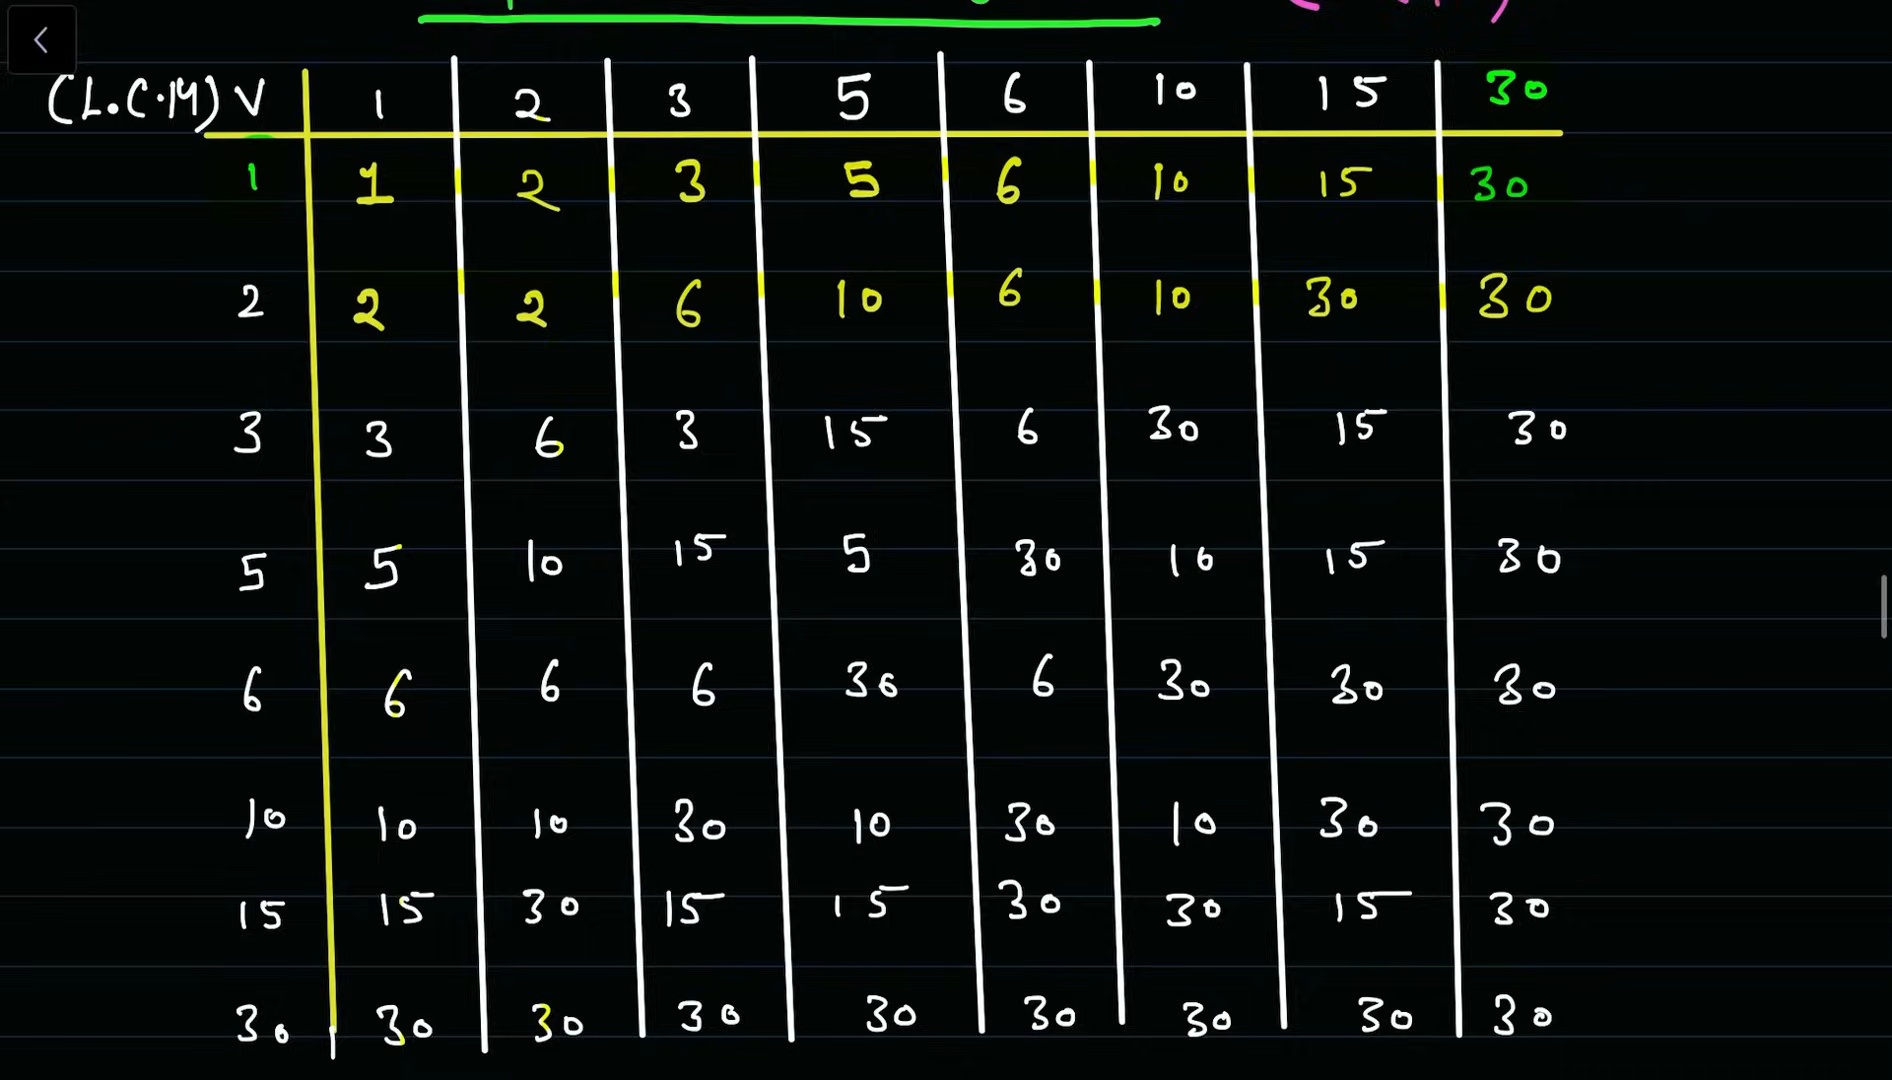 (L.C.M) V 1 2 3 5 6 10 15 30
1 1 2 3 5 6 10 15 30
2 2 2 6 10 6 10 30 30
3 3 6 3 15 6 30 15 30
5 5 10 15 5 30 10 15 30
6 6 6 6 30 6 30 30 30
10 10 10 30 10 30 10 30 30
15 15 30 15 15 30 30 15 30
30 30 30 30 30 30 30 30 30